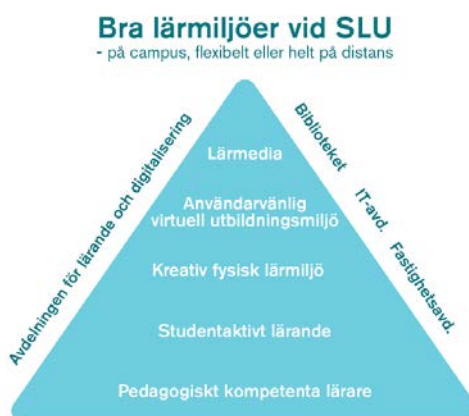 Bra lärmiljöer vid SLU
- på campus, flexibelt eller helt på distans
Avdelningen för lärande och digitalisering
Biblioteket IT-avd. Fastighetsavd.
Lärmedia
Användarvänlig
virtuell utbildningsmiljö
Kreativ fysisk lärmiljö
Studentaktivt lärande
Pedagogiskt kompetenta lärare